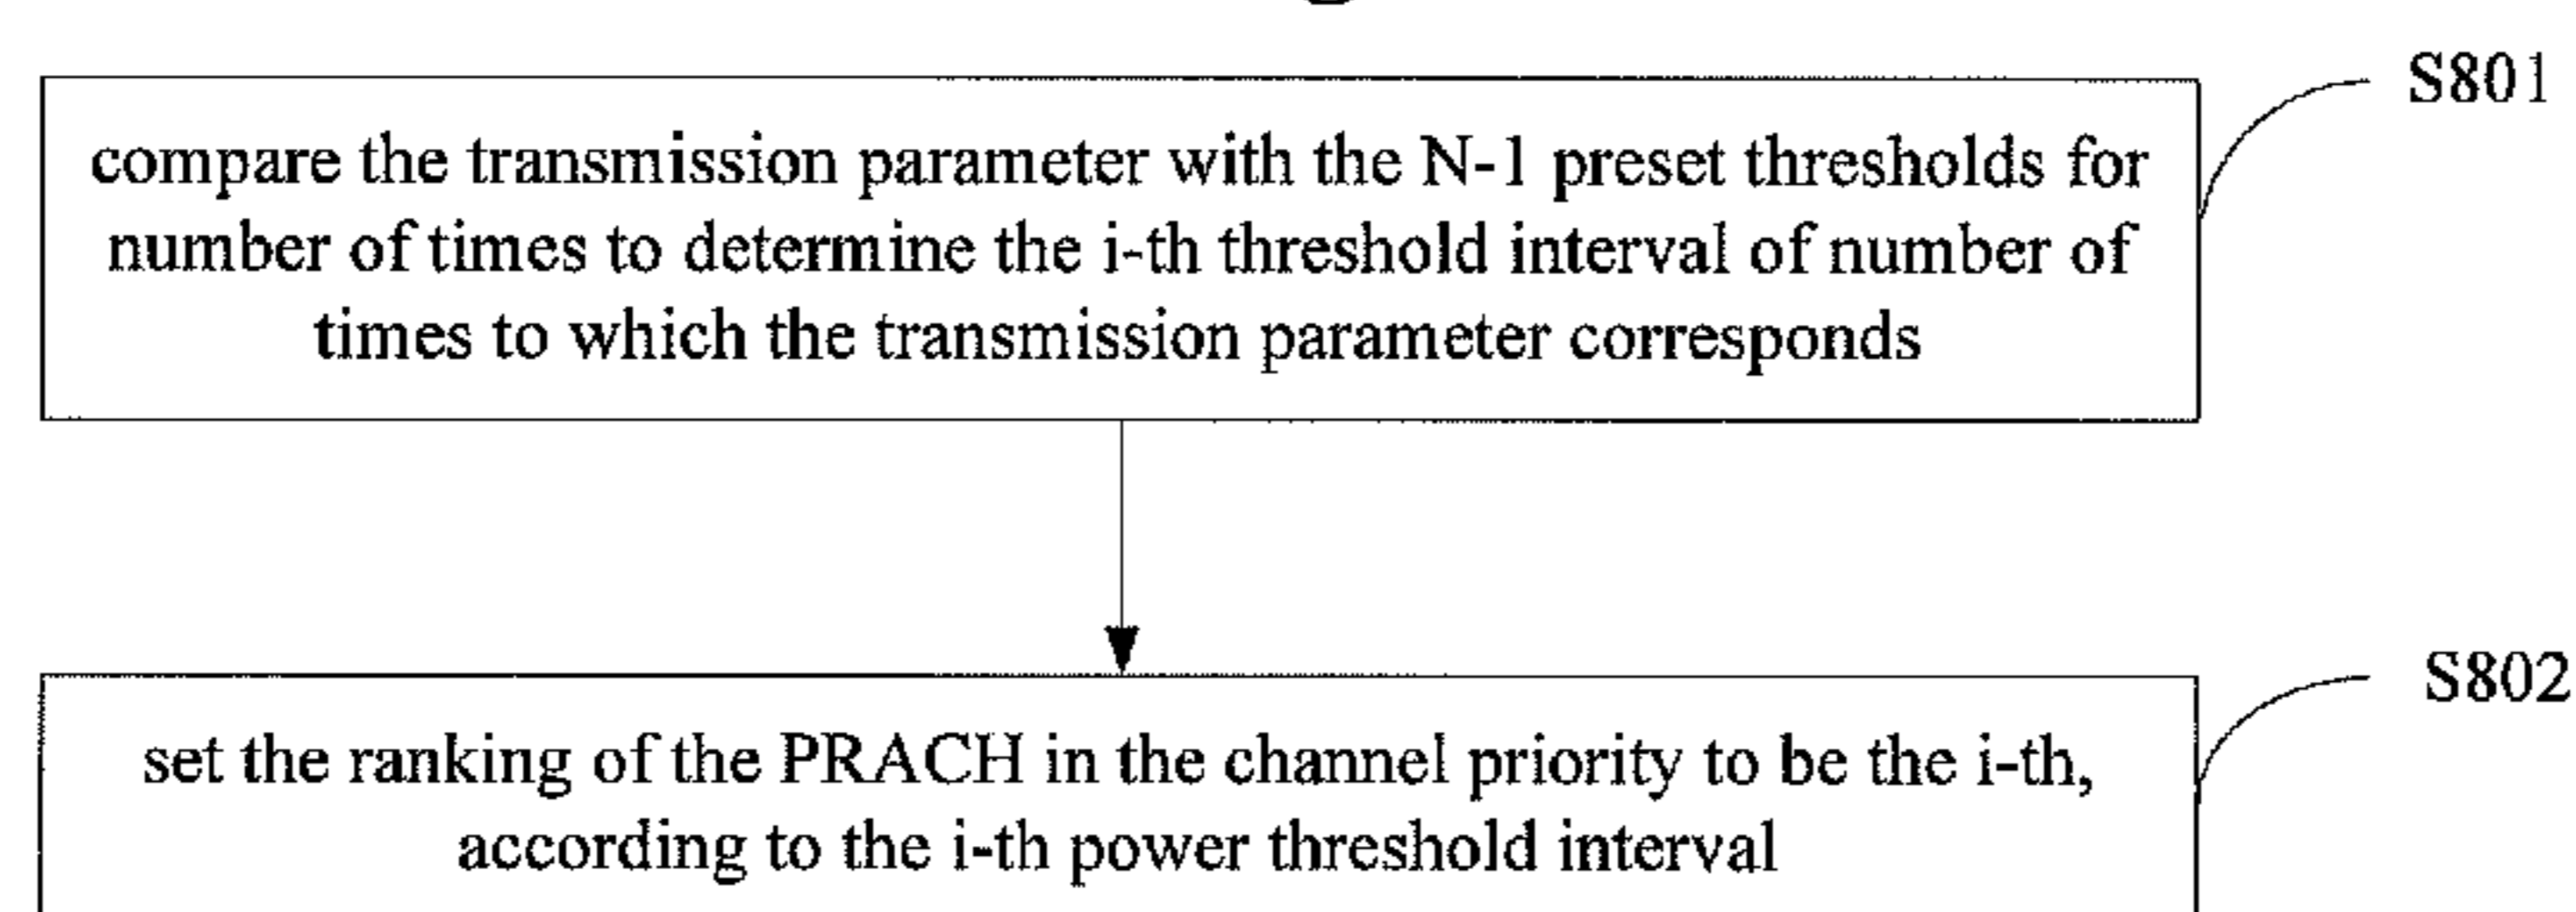 S801
compare the transmission parameter with the N-1 preset thresholds for
number of times to determine the i-th threshold interval of number of
times to which the transmission parameter corresponds
S802
set the ranking of the PRACH in the channel priority to be the i-th,
according to the i-th power threshold interval